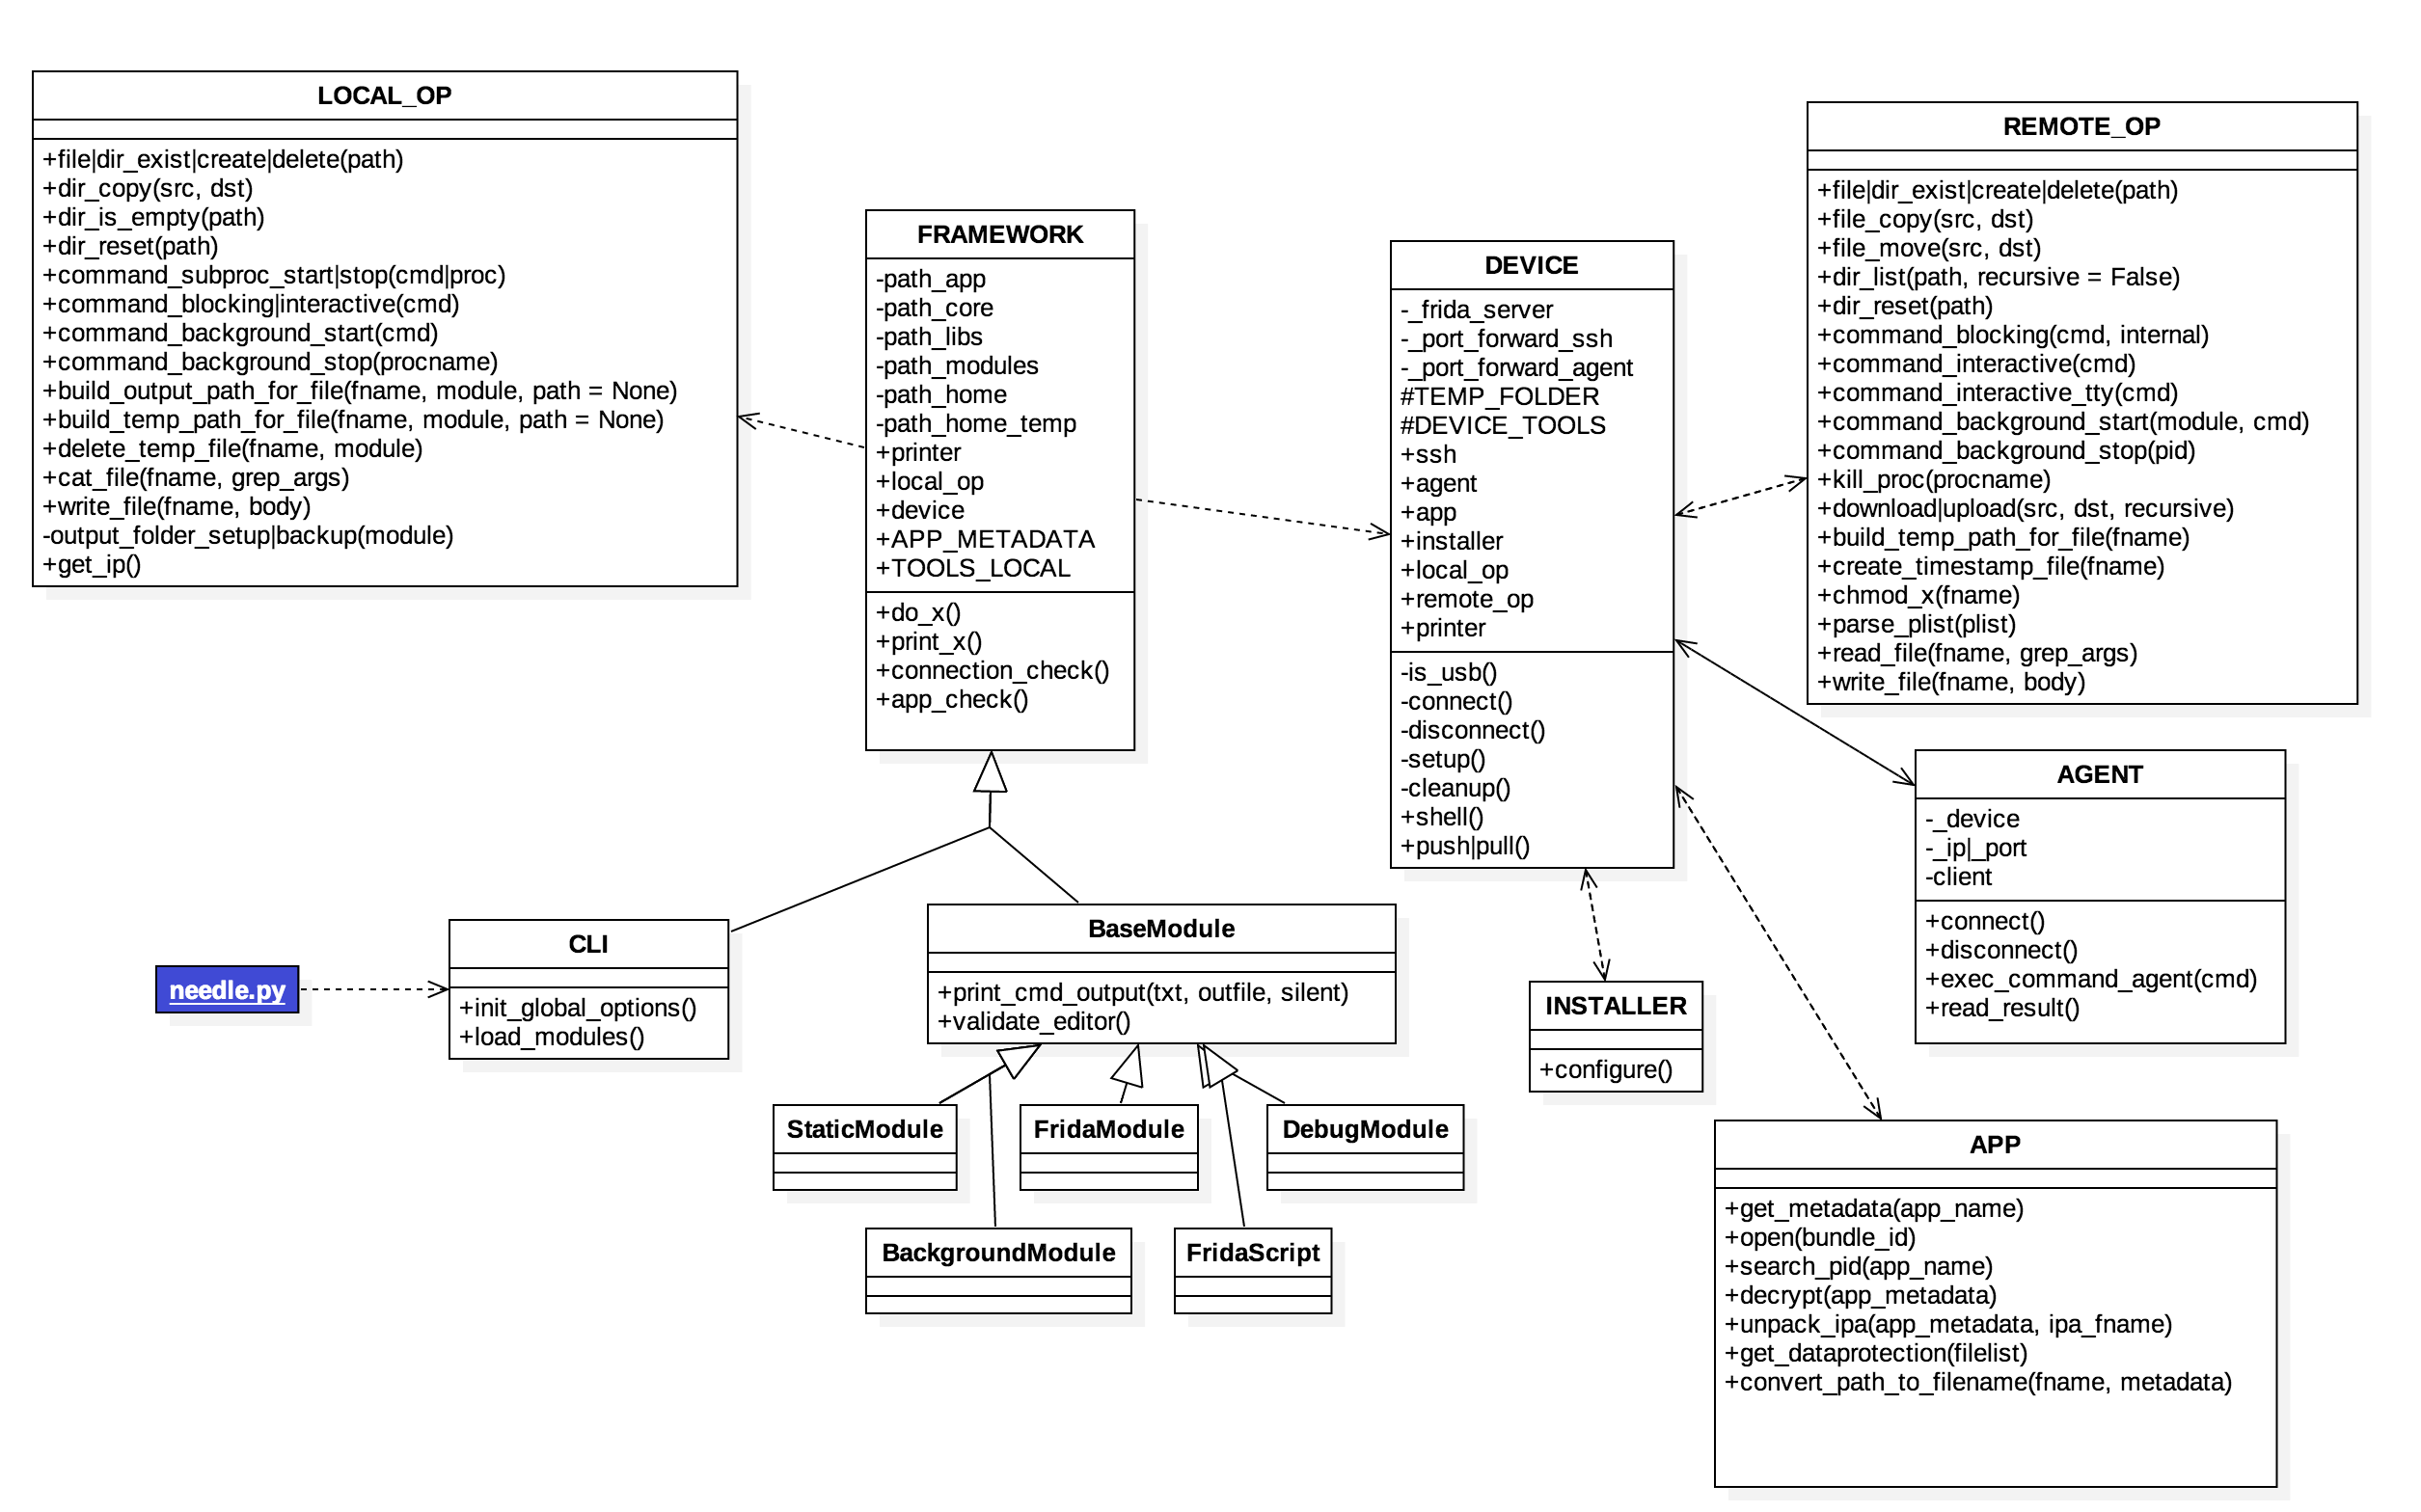 LOCAL_OP
+file|dir_exist|create|delete(path)
+dir_copy(src, dst)
+dir_is_empty(path)
+dir_reset(path)
+command_subproc_start|stop(cmd|proc)
+command_blocking|interactive(cmd)
+command_background_start(cmd)
+command_background_stop(procname)
+build_output_path_for_file(fname, module, path = None)
+build_temp_path_for_file(fname, module, path = None)
+delete_temp_file(fname, module)
+cat_file(fname, grep_args)
+write_file(fname, body)
-output_folder_setup|backup(module)
+get_ip()
FRAMEWORK
-path_app
-path_core
-path_libs
-path_modules
-path_home
-path_home_temp
+printer
+local_op
+device
+APP_METADATA
+TOOLS_LOCAL
+do_x()
+print_x()
+connection_check()
+app_check()
DEVICE
-_frida_server
-_port_forward_ssh
-_port_forward_agent
#TEMP_FOLDER
#DEVICE_TOOLS
+ssh
+agent
+app
+installer
+local_op
+remote_op
+printer
-is_usb()
-connect()
-disconnect()
-setup()
-cleanup()
+shell()
+push|pull()
REMOTE_OP
+file|dir_exist|create|delete(path)
+file_copy(src, dst)
+file_move(src, dst)
+dir_list(path, recursive = False)
+dir_reset(path)
+command_blocking(cmd, internal)
+command_interactive(cmd)
+command_interactive_tty(cmd)
+command_background_start(module, cmd)
+command_background_stop(pid)
+kill_proc(procname)
+download|upload(src, dst, recursive)
+build_temp_path_for_file(fname)
+create_timestamp_file(fname)
+chmod_x(fname)
+parse_plist(plist)
+read_file(fname, grep_args)
+write_file(fname, body)
AGENT
-_device
-_ip|_port
-client
+connect()
+disconnect()
+exec_command_agent(cmd)
+read_result()
needle.py
CLI
+init_global_options()
+load_modules()
BaseModule
+print_cmd_output(txt, outfile, silent)
+validate_editor()
INSTALLER
+configure()
StaticModule
FridaModule
DebugModule
BackgroundModule
FridaScript
APP
+get_metadata(app_name)
+open(bundle_id)
+search_pid(app_name)
+decrypt(app_metadata)
+unpack_ipa(app_metadata, ipa_fname)
+get_dataprotection(filelist)
+convert_path_to_filename(fname, metadata)